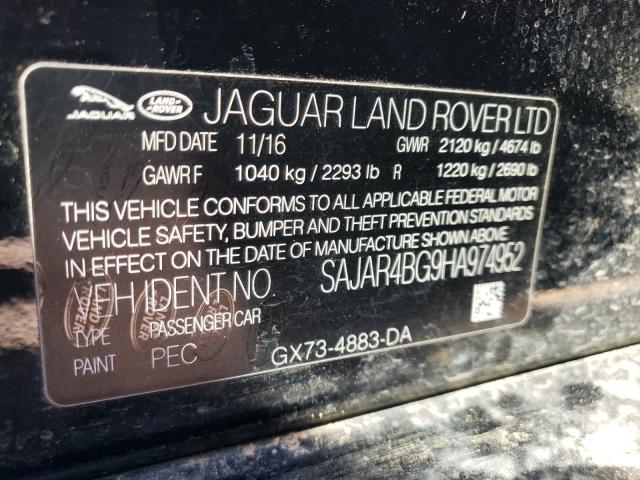 JAGUAR LAND-ROVER JAGUAR LAND ROVER LTD
MFD DATE 11/16 GVWR 2120 kg / 4674 lb
GAWR F 1040 kg / 2293 lb R 1220 kg / 2690 lb
THIS VEHICLE CONFORMS TO ALL APPLICABLE FEDERAL MOTOR
VEHICLE SAFETY, BUMPER AND THEFT PREVENTION STANDARDS
IN EFFECT ON THE DATE OF MANUFACTURE SHOWN ABOVE
H IDENT NO SAJAR4BG9HA974952
TYPE PASSENGER CAR
PAINT PEC GX73-4883-DA